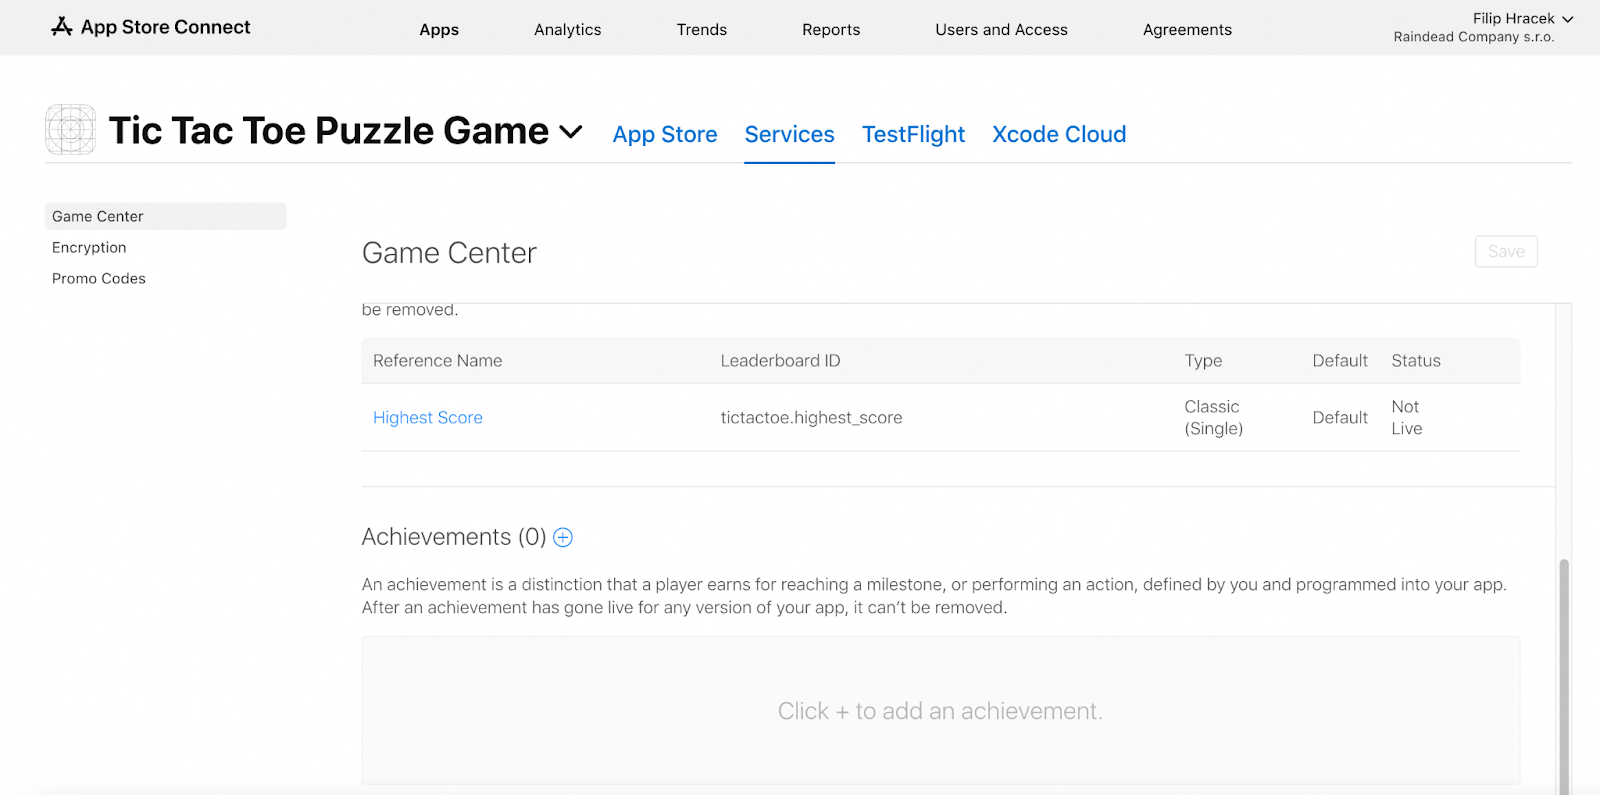 App Store Connect
Apps
Analytics
Trends
Reports
Users and Access
Agreements
Filip Hracek
Raindead Company s.r.o.
Tic Tac Toe Puzzle Game
App Store
Services
TestFlight
Xcode Cloud
Game Center
Encryption
Promo Codes
Game Center
Save
be removed.
Reference Name
Leaderboard ID
Type
Default
Status
Highest Score
tictactoe.highest_score
Classic
(Single)
Default
Not
Live
Achievements (0)
An achievement is a distinction that a player earns for reaching a milestone, or performing an action, defined by you and programmed into your app.
After an achievement has gone live for any version of your app, it can’t be removed.
Click + to add an achievement.